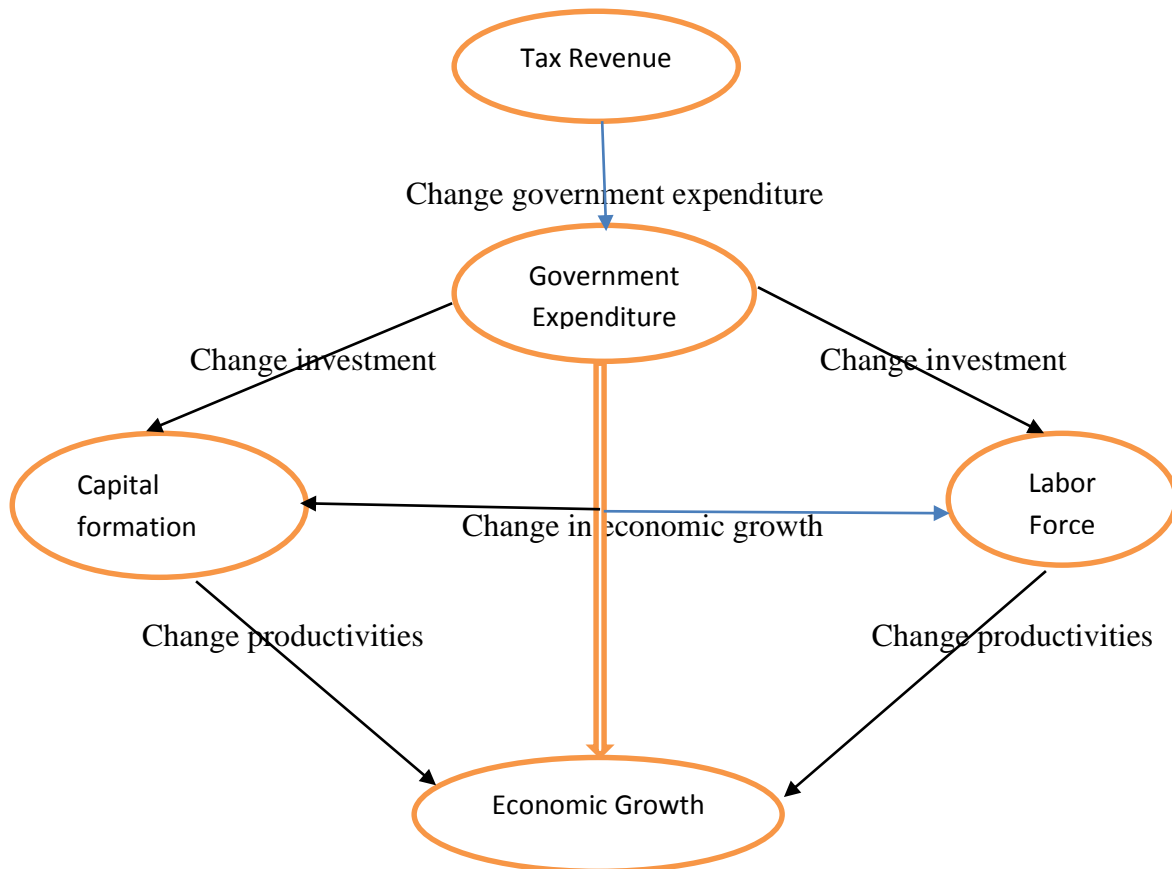 Tax Revenue
Change government expenditure
Government
Expenditure
Change investment
Change investment
Capital
formation
Labor
Force
Change in economic growth
Change productivities
Change productivities
Economic Growth